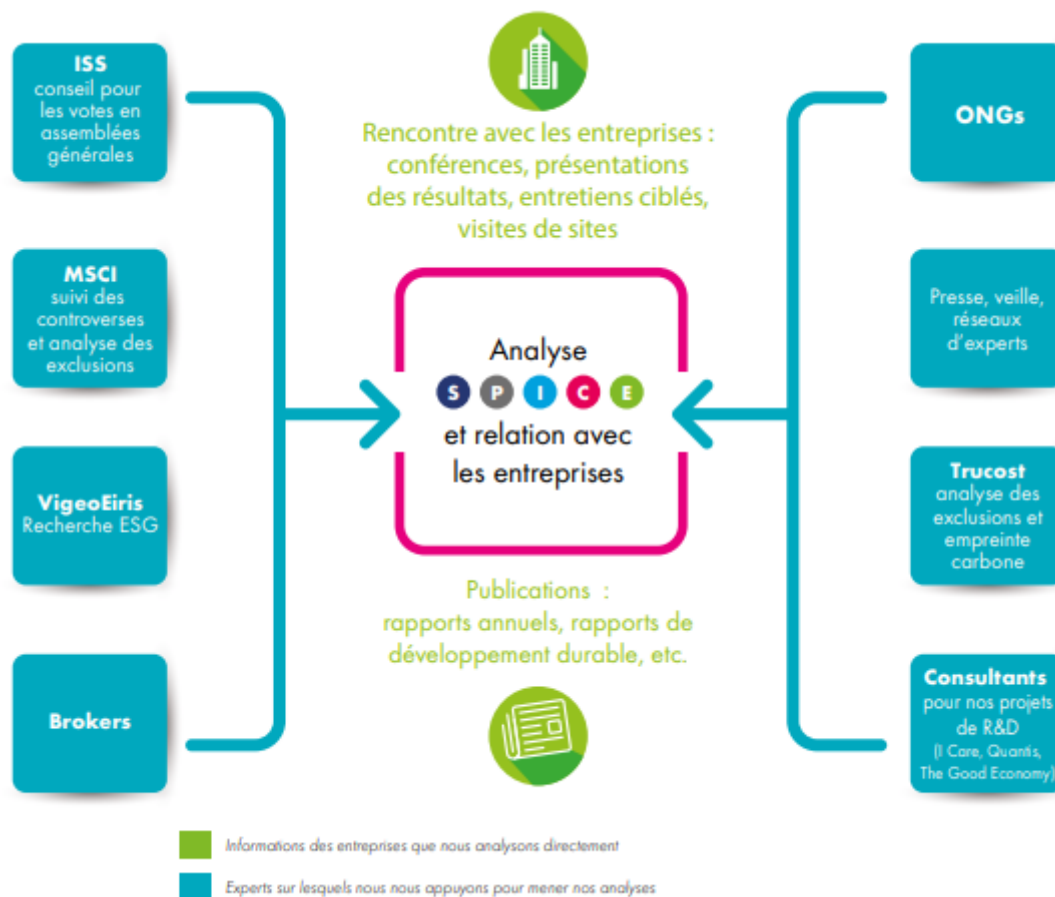 ISS
conseil pour
les votes en
assemblées
générales
MSCI
suivi des
controverses
et analyse des
exclusions
VigeoEiris
Recherche ESG
Brokers
Rencontre avec les entreprises :
conférences, présentations
des résultats, entretiens ciblés,
visites de sites
Analyse
S P I C E
et relation avec
les entreprises
Publications :
rapports annuels, rapports de
développement durable, etc.
ONGs
Presse, veille,
réseaux
d'experts
Trucost
analyse des
exclusions et
empreinte
carbone
Consultants
pour nos projets
de R&D
(I Care, Quantis,
The Good Economy)
Informations des entreprises que nous analysons directement
Experts sur lesquels nous nous appuyons pour mener nos analyses